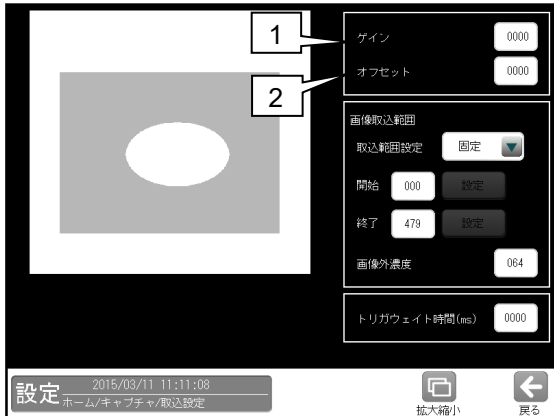 1
ゲイン 0000
2
オフセット 0000
画像取込範囲
取込範囲設定 固定
開始 000 設定
終了 479 設定
画像外濃度 064
トリガウェイト時間(ms) 0000
設定 2015/03/11 11:11:08
ホーム/キャプチャ/取込設定
拡大縮小 戻る